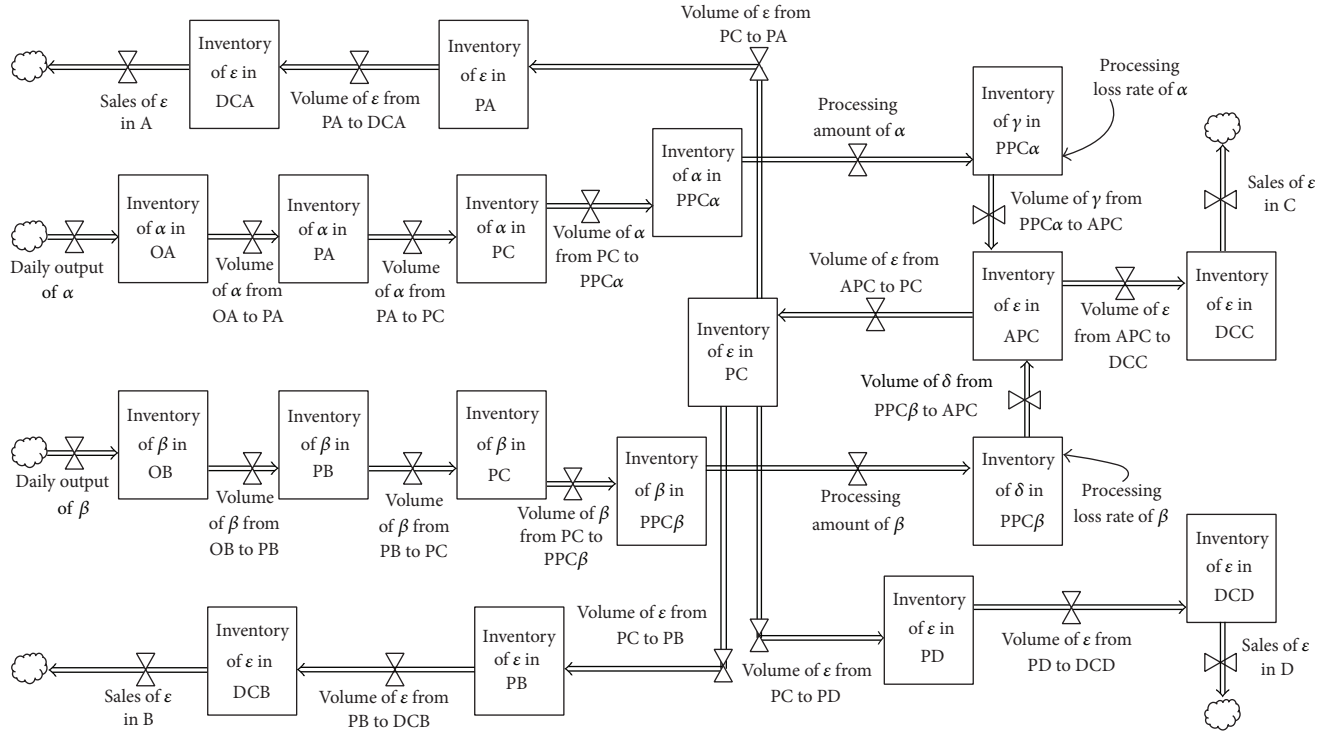 Volume of ε from
PC to PA
Inventory
of ε in
DCA
Inventory
of ε in
PA
Sales of ε
in A
Volume of ε from
PA to DCA
Processing
amount of α
Inventory
of γ in
PPCα
Processing
loss rate of α
Inventory
of α in
PPCα
Inventory
of α in
OA
Inventory
of α in
PA
Inventory
of α in
PC
Volume of γ from
PPCα to APC
Sales of ε
in C
Daily output
of α
Volume
of α from
OA to PA
Volume
of α from
PA to PC
Volume of α
from PC to
PPCα
Volume of ε from
APC to PC
Inventory
of ε in
APC
Volume of ε
from APC to
DCC
Inventory
of ε in
DCC
Inventory
of ε in
PC
Volume of δ from
PPCβ to APC
Inventory
of β in
OB
Inventory
of β in
PB
Inventory
of β in
PC
Inventory
of β in
PPCβ
Inventory
of δ in
PPCβ
Daily output
of β
Volume
of β from
OB to PB
Volume
of β from
PB to PC
Volume of β
from PC to
PPCβ
Processing
amount of β
Processing
loss rate of β
Inventory
of ε in
DCD
Inventory
of ε in
DCB
Inventory
of ε in
PB
Volume of ε from
PC to PB
Inventory
of ε in
PD
Sales of ε
in B
Volume of ε from
PB to DCB
Volume of ε from
PC to PD
Volume of ε from
PD to DCD
Sales of ε
in D